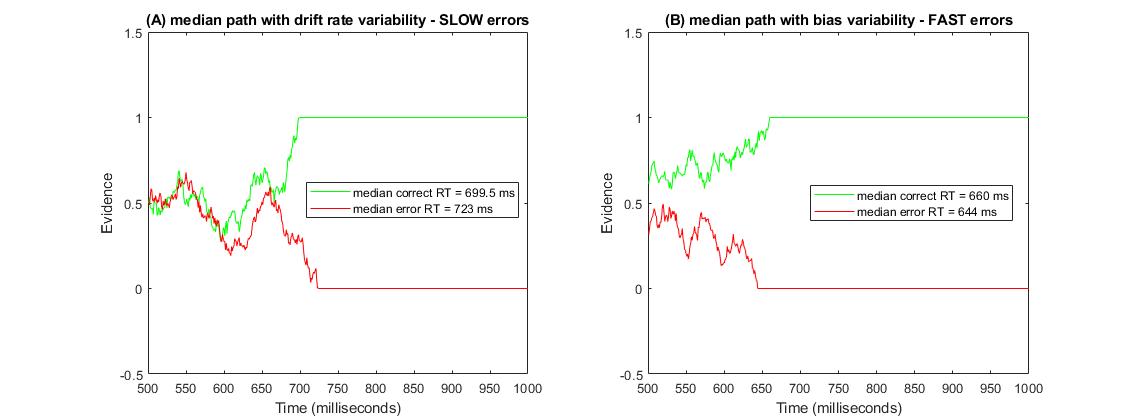 (A) median path with drift rate variability - SLOW errors
1.5
1
0.5
0
-0.5
Evidence
median correct RT = 699.5 ms
median error RT = 723 ms
500 550 600 650 700 750 800 850 900 950 1000
Time (milliseconds)
(B) median path with bias variability - FAST errors
1.5
1
0.5
0
-0.5
Evidence
median correct RT = 660 ms
median error RT = 644 ms
500 550 600 650 700 750 800 850 900 950 1000
Time (milliseconds)